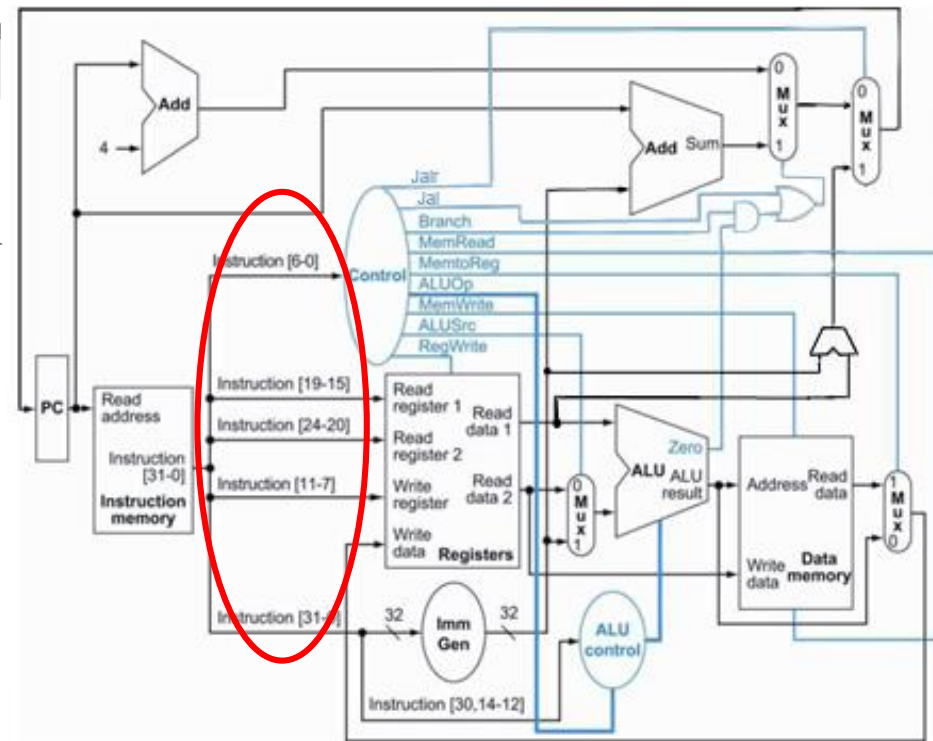 Add
4
Add Sum
0
Mux
1
0
Mux
1
Jalr
Jal
Branch
MemRead
MemtoReg
ALUOp
MemWrite
ALUSrc
RegWrite
Control
Instruction [6-0]
PC
Read
address
Instruction
[31-0]
Instruction
memory
Instruction [19-15]
Instruction [24-20]
Instruction [11-7]
Read
register 1
Read
register 2
Write
register
Write
data
Read
data 1
Read
data 2
Registers
0
Mux
1
Zero
ALU
ALU
result
Address
Read
data
Write
data
Data
memory
1
Mux
0
Instruction
32
Imm
Gen
32
ALU
control
Instruction [30,14-12]